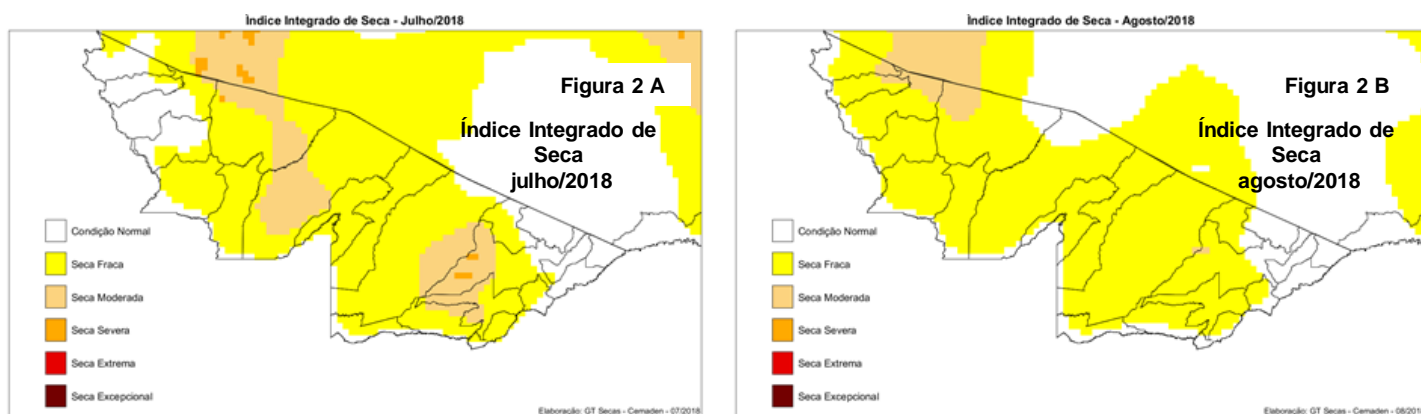 Índice Integrado de Seca - Julho/2018
Figura 2 A
Índice Integrado de
Seca
julho/2018
Condição Normal
Seca Fraca
Seca Moderada
Seca Severa
Seca Extrema
Seca Excepcional
Elaboração: GT Secas - Cemaden - 07/2018
Índice Integrado de Seca - Agosto/2018
Figura 2 B
Índice Integrado de
Seca
agosto/2018
Condição Normal
Seca Fraca
Seca Moderada
Seca Severa
Seca Extrema
Seca Excepcional
Elaboração: GT Secas - Cemaden - 08/201